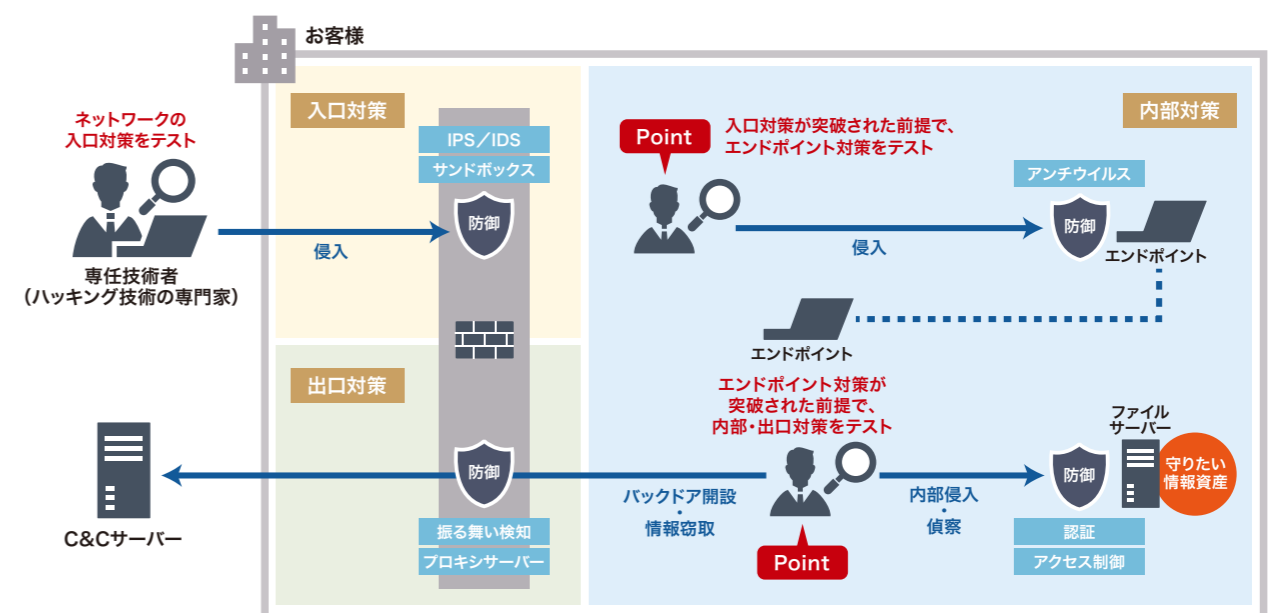 お客様
ネットワークの
入口対策をテスト
専任技術者
（ハッキング技術の専門家）
入口対策
IPS／IDS
サンドボックス
防御
侵入
内部対策
Point
入口対策が突破された前提で、
エンドポイント対策をテスト
侵入
アンチウイルス
防御
エンドポイント
エンドポイント
出口対策
C&Cサーバー
防御
振る舞い検知
プロキシサーバー
バックドア開設
・
情報窃取
エンドポイント対策が
突破された前提で、
内部・出口対策をテスト
Point
内部侵入
・
偵察
ファイル
サーバー
防御
守りたい
情報資産
認証
アクセス制御